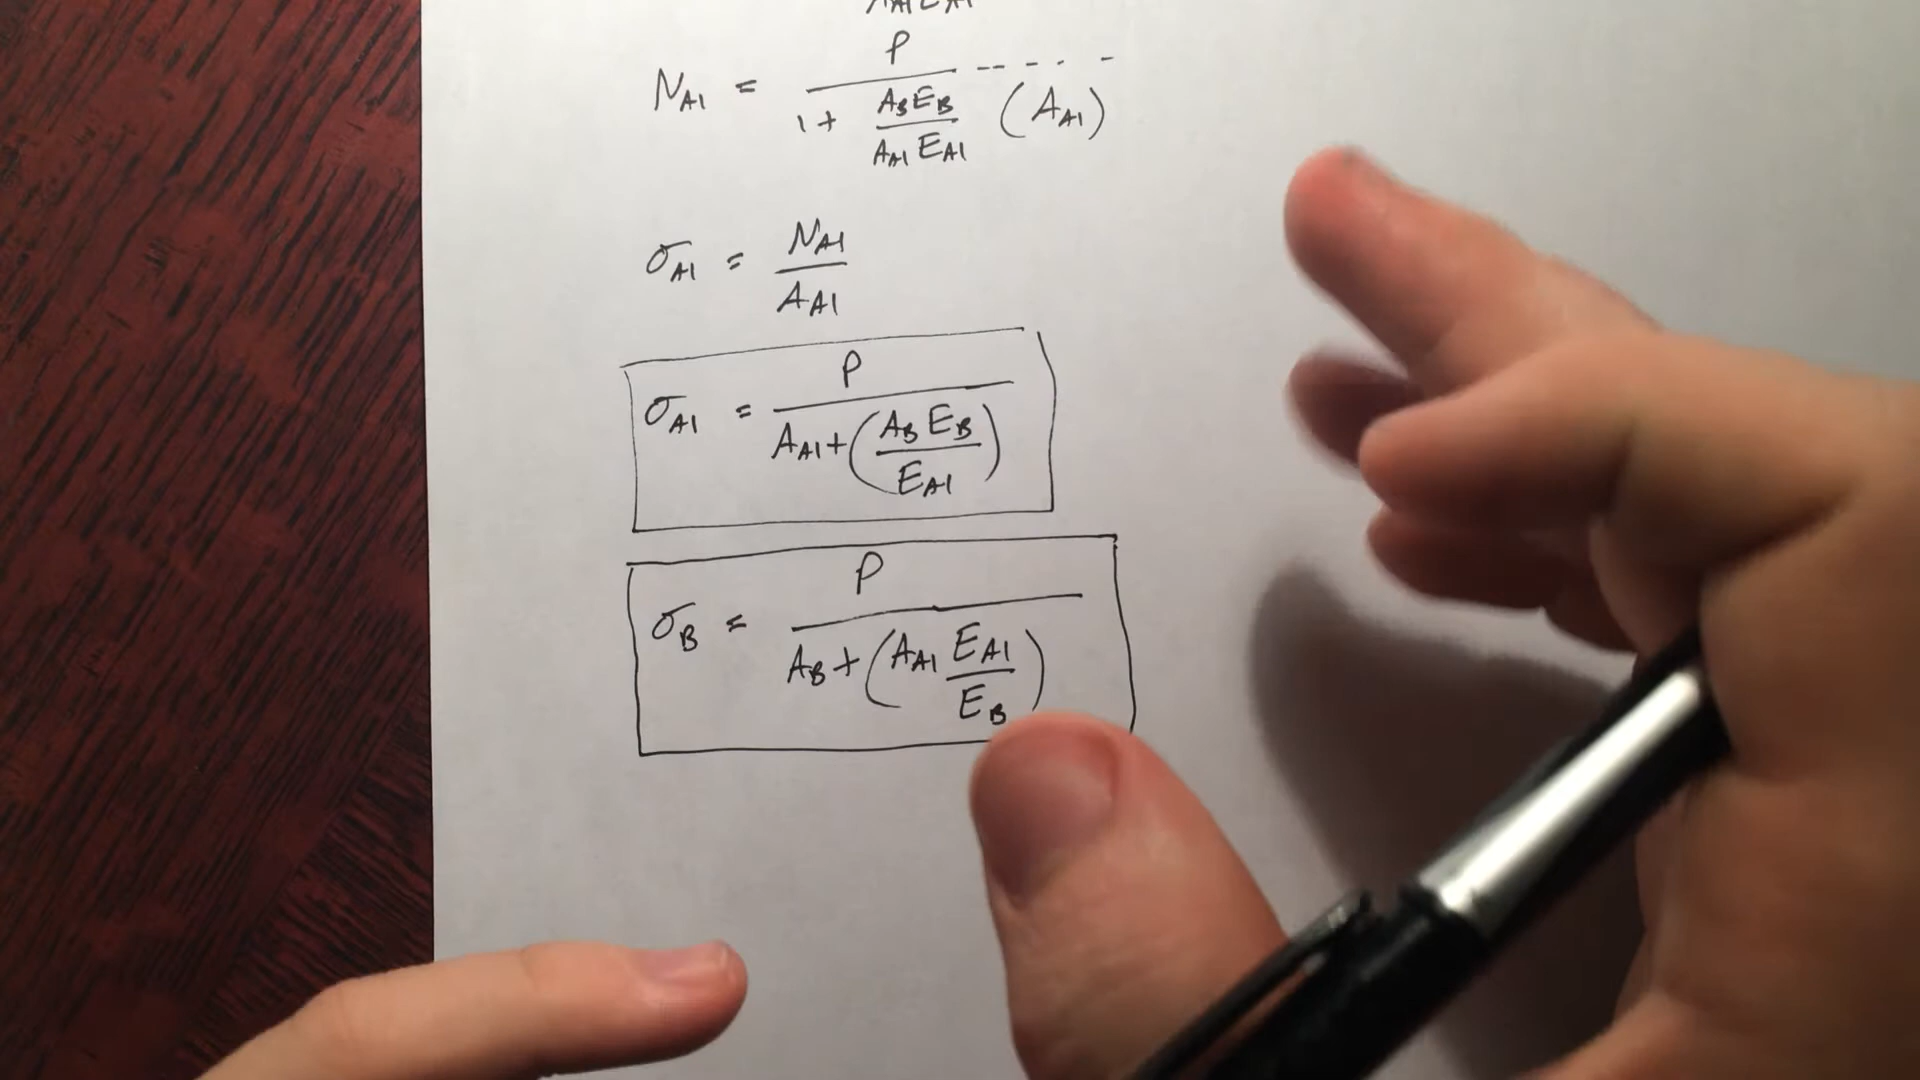 N_Al = P / (1 + (A_B E_B / A_Al E_Al)) - - - - - (A_Al)
σ_Al = N_Al / A_Al
σ_Al = P / (A_Al + (A_B E_B / E_Al))
σ_B = P / (A_B + (A_Al E_Al / E_B))